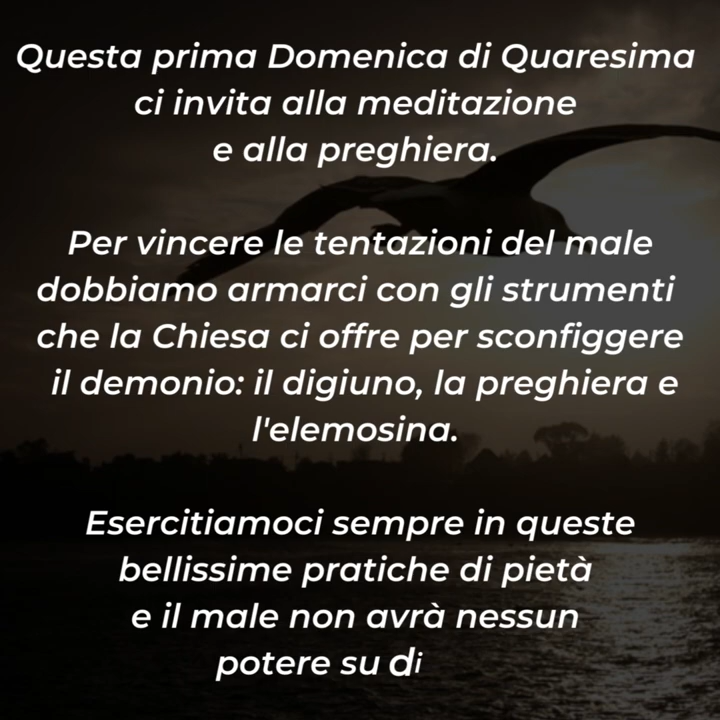 Questa prima Domenica di Quaresima
ci invita alla meditazione
e alla preghiera.
Per vincere le tentazioni del male
dobbiamo armarci con gli strumenti
che la Chiesa ci offre per sconfiggere
il demonio: il digiuno, la preghiera e
l'elemosina.
Esercitiamoci sempre in queste
bellissime pratiche di pietà
e il male non avrà nessun
potere su di